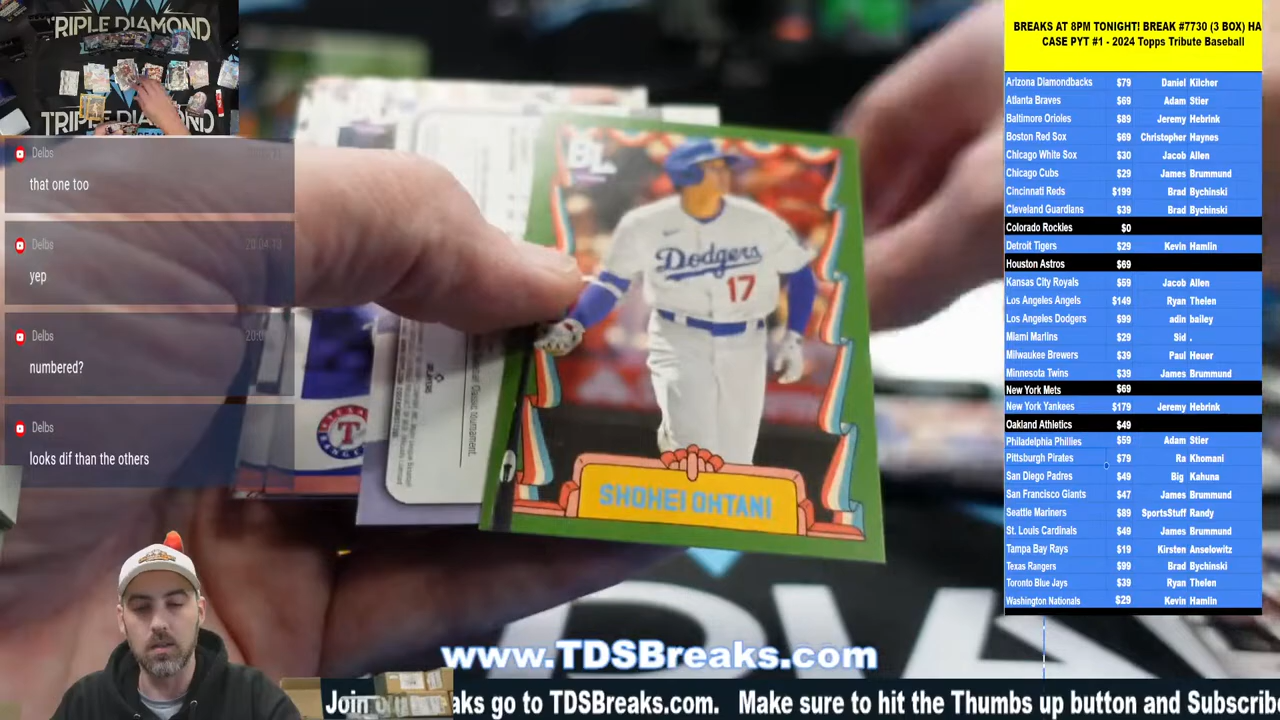 RIPLE DIAMOND
TRIPLE DIAMOND
Delbs
that one too
Delbs 20:04:19
yep
Delbs
numbered?
Delbs
looks dif than the others
BL
Dodgers
17
SHOHEI OHTANI
T
BREAKS AT 8PM TONIGHT! BREAK #7730 (3 BOX) HA
CASE PYT #1 - 2024 Topps Tribute Baseball
Arizona Diamondbacks $79 Daniel Kilcher
Atlanta Braves $69 Adam Stier
Baltimore Orioles $89 Jeremy Hebrink
Boston Red Sox $69 Christopher Haynes
Chicago White Sox $30 Jacob Allen
Chicago Cubs $29 James Brummund
Cincinnati Reds $199 Brad Bychinski
Cleveland Guardians $39 Brad Bychinski
Colorado Rockies $0
Detroit Tigers $29 Kevin Hamlin
Houston Astros $69
Kansas City Royals $59 Jacob Allen
Los Angeles Angels $149 Ryan Thelen
Los Angeles Dodgers $99 adin bailey
Miami Marlins $29 Sid .
Milwaukee Brewers $39 Paul Heuer
Minnesota Twins $39 James Brummund
New York Mets $69
New York Yankees $179 Jeremy Hebrink
Oakland Athletics $49
Philadelphia Phillies $59 Adam Stier
Pittsburgh Pirates $79 Ra Khomani
San Diego Padres $49 Big Kahuna
San Francisco Giants $47 James Brummund
Seattle Mariners $89 SportsStuff Randy
St. Louis Cardinals $49 James Brummund
Tampa Bay Rays $19 Kirsten Anselowitz
Texas Rangers $99 Brad Bychinski
Toronto Blue Jays $39 Ryan Thelen
Washington Nationals $29 Kevin Hamlin
www.TDSBreaks.com
Join aks go to TDSBreaks.com. Make sure to hit the Thumbs up button and Subscribe